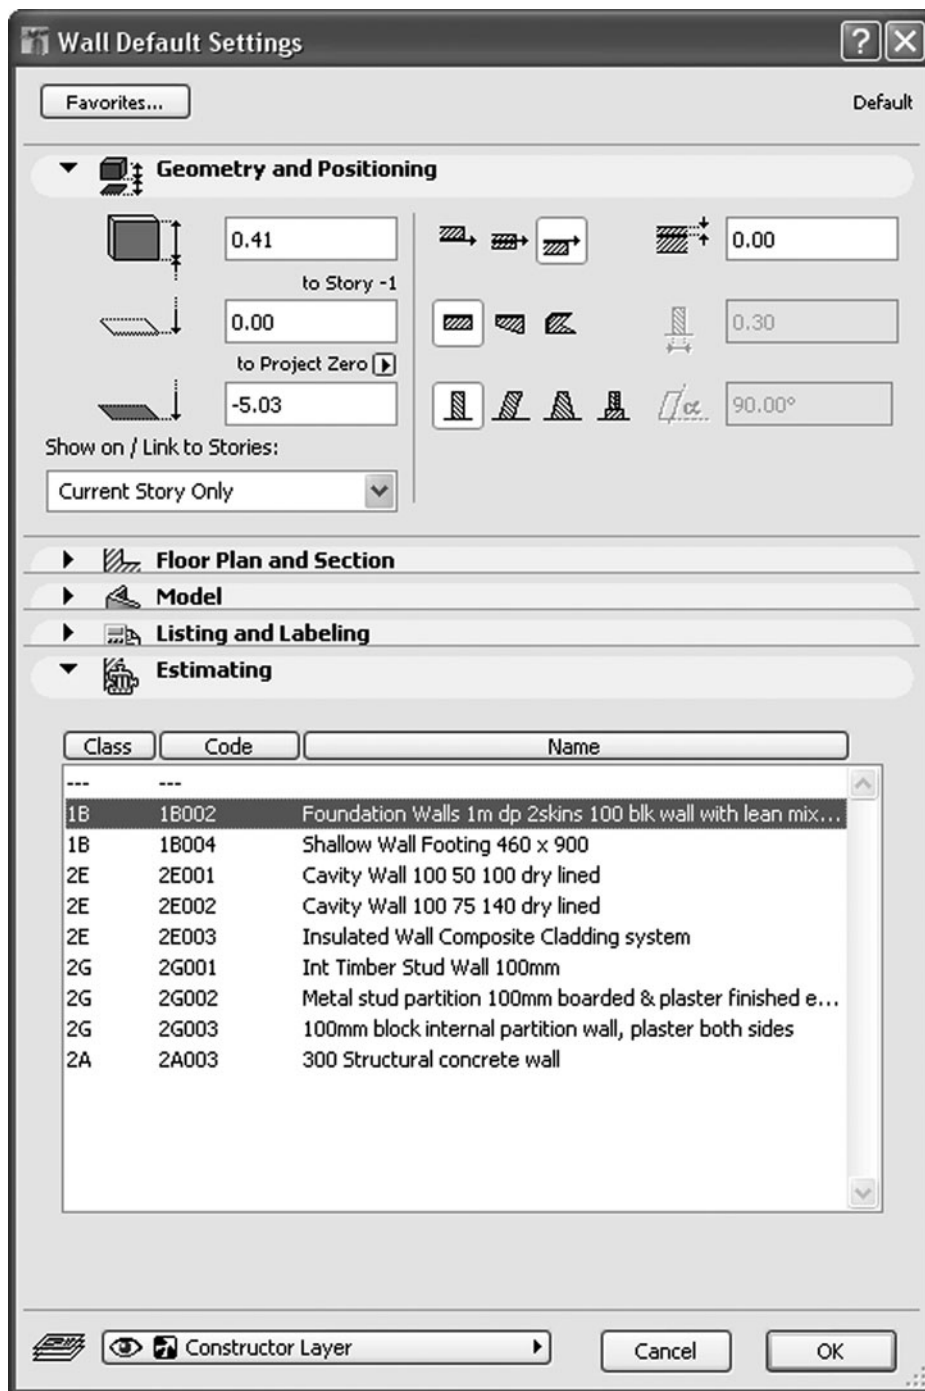 Wall Default Settings
Favorites...
Default
Geometry and Positioning
0.41
0.00
to Story -1
0.00
0.30
to Project Zero
-5.03
α
90.00°
Show on / Link to Stories:
Current Story Only
Floor Plan and Section
Model
Listing and Labeling
Estimating
Class Code Name
--- ---
1B 1B002 Foundation Walls 1m dp 2skins 100 blk wall with lean mix...
1B 1B004 Shallow Wall Footing 460 x 900
2E 2E001 Cavity Wall 100 50 100 dry lined
2E 2E002 Cavity Wall 100 75 140 dry lined
2E 2E003 Insulated Wall Composite Cladding system
2G 2G001 Int Timber Stud Wall 100mm
2G 2G002 Metal stud partition 100mm boarded & plaster finished e...
2G 2G003 100mm block internal partition wall, plaster both sides
2A 2A003 300 Structural concrete wall
Constructor Layer
Cancel
OK